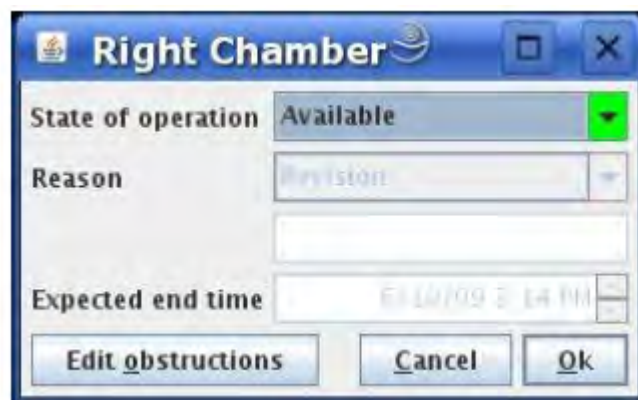 Right Chamber
State of operation Available
Reason Revision
Expected end time
Edit obstructions Cancel Ok